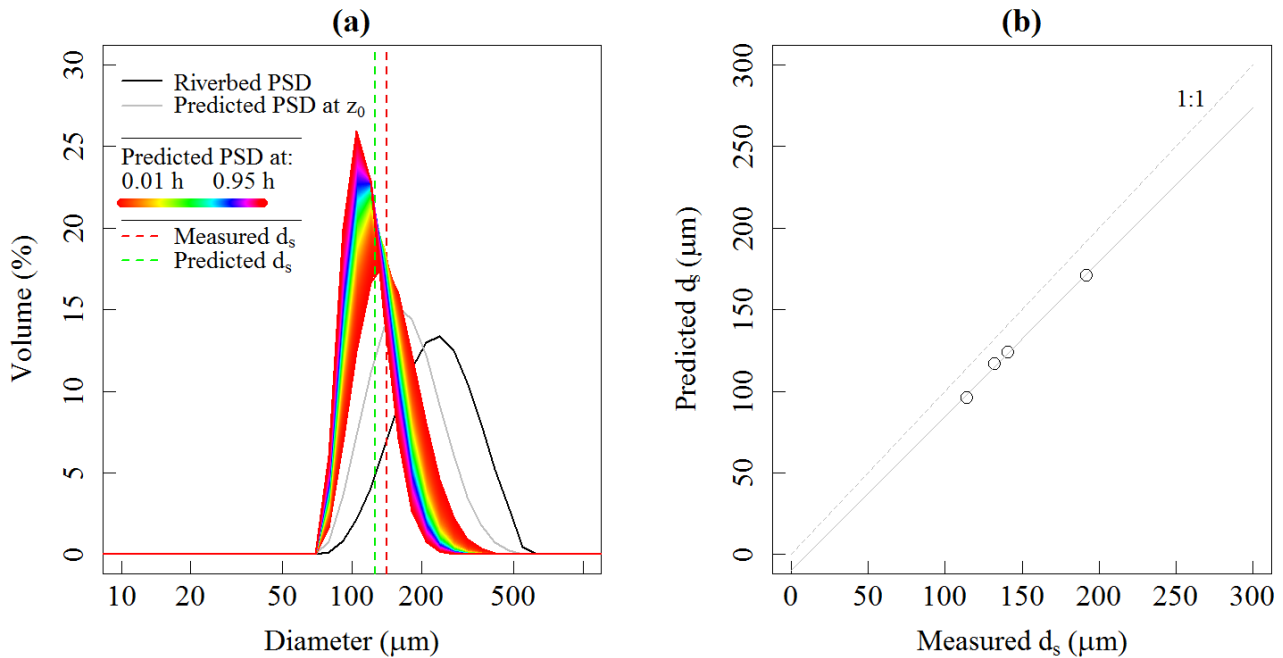 (a)
Volume (%)
30
25
20
15
10
5
0
Riverbed PSD
Predicted PSD at z0
Predicted PSD at:
0.01 h 0.95 h
Measured ds
Predicted ds
10 20 50 100 200 500
Diameter (μm)
(b)
Predicted ds (μm)
300
250
200
150
100
50
0
1:1
0 50 100 150 200 250 300
Measured ds (μm)